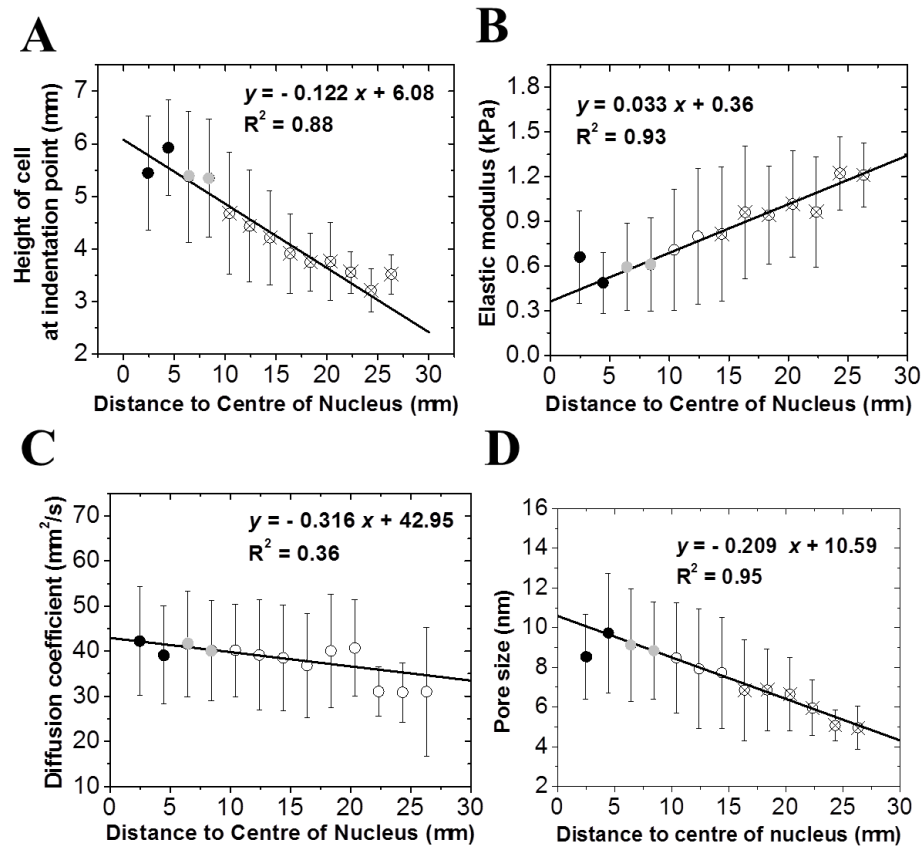 A
y = - 0.122 x + 6.08
R² = 0.88
Height of cell
at indentation point (mm)
7
6
5
4
3
2
0 5 10 15 20 25 30
Distance to Centre of Nucleus (mm)
B
y = 0.033 x + 0.36
R² = 0.93
Elastic modulus (kPa)
1.8
1.5
1.2
0.9
0.6
0.3
0.0
0 5 10 15 20 25 30
Distance to Centre of Nucleus (mm)
C
y = - 0.316 x + 42.95
R² = 0.36
Diffusion coefficient (mm²/s)
70
60
50
40
30
20
10
0 5 10 15 20 25 30
Distance to Centre of Nucleus (mm)
D
y = - 0.209 x + 10.59
R² = 0.95
Pore size (nm)
16
14
12
10
8
6
4
2
0 5 10 15 20 25 30
Distance to centre of nucleus (mm)